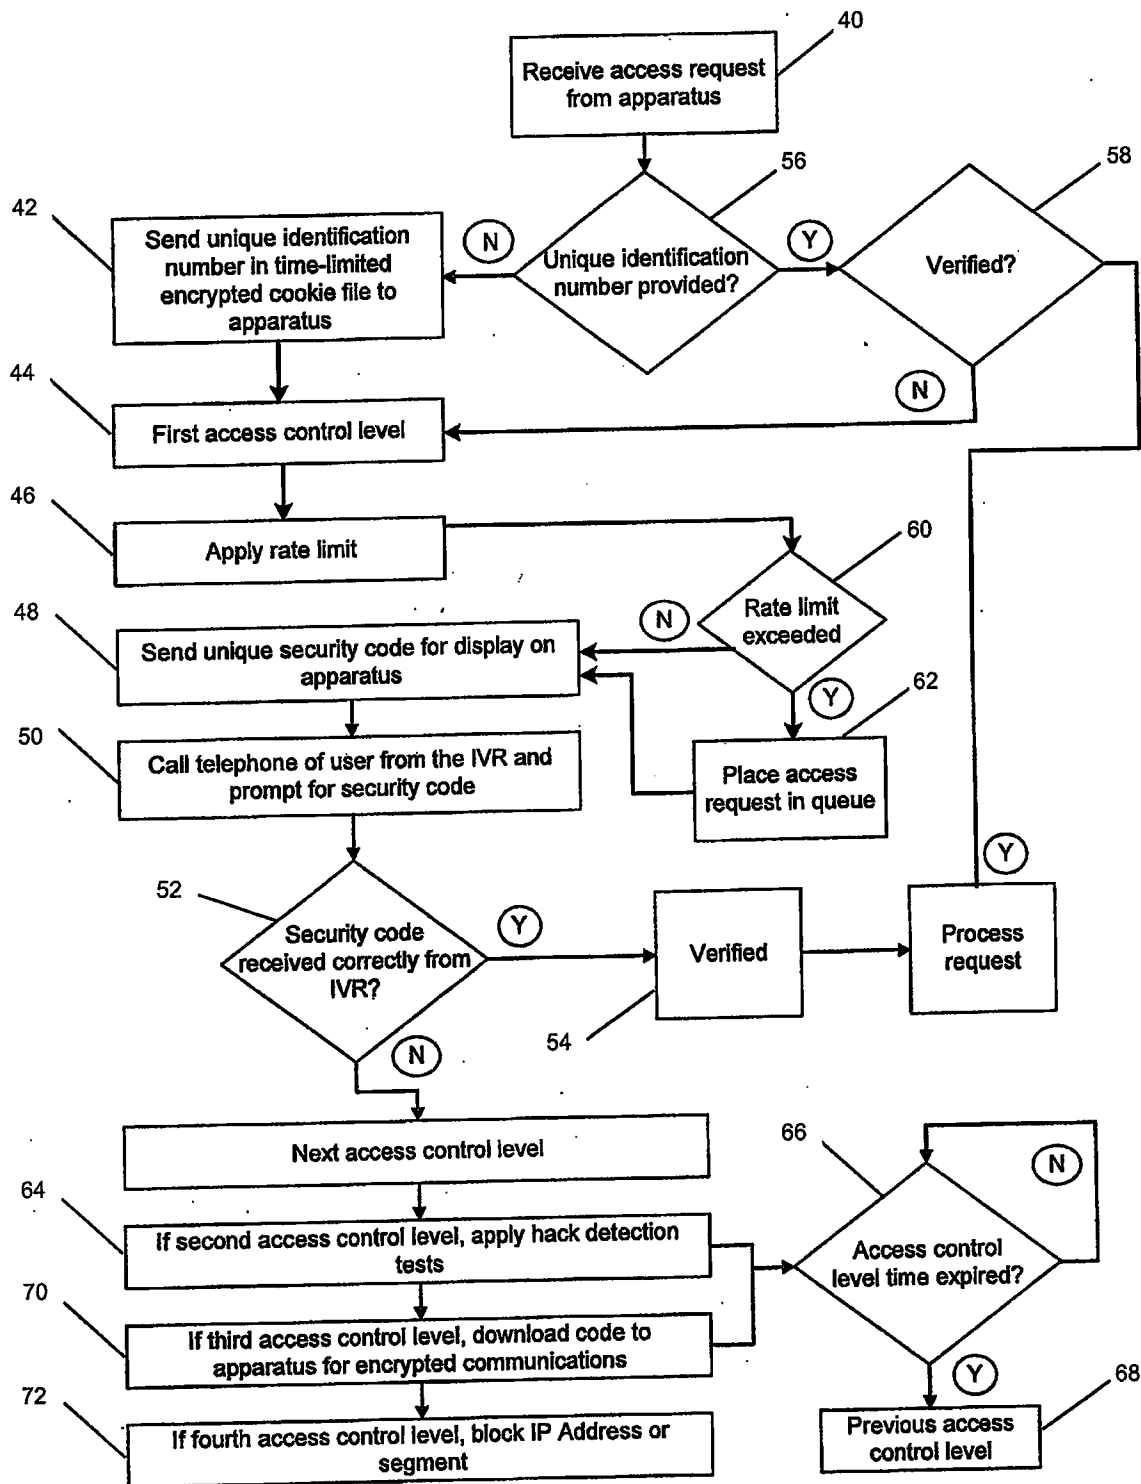 40
Receive access request
from apparatus
56
58
42
Send unique identification
number in time-limited
encrypted cookie file to
apparatus
N
Unique identification
number provided?
Y
Verified?
44
First access control level
N
46
Apply rate limit
60
Rate limit
exceeded
48
Send unique security code for display on
apparatus
N
Y
62
50
Call telephone of user from the IVR and
prompt for security code
Place access
request in queue
52
Security code
received correctly from
IVR?
Y
Verified
54
Y
Process
request
N
Next access control level
66
N
64
If second access control level, apply hack detection
tests
Access control
level time expired?
70
If third access control level, download code to
apparatus for encrypted communications
72
If fourth access control level, block IP Address or
segment
Y
68
Previous access
control level